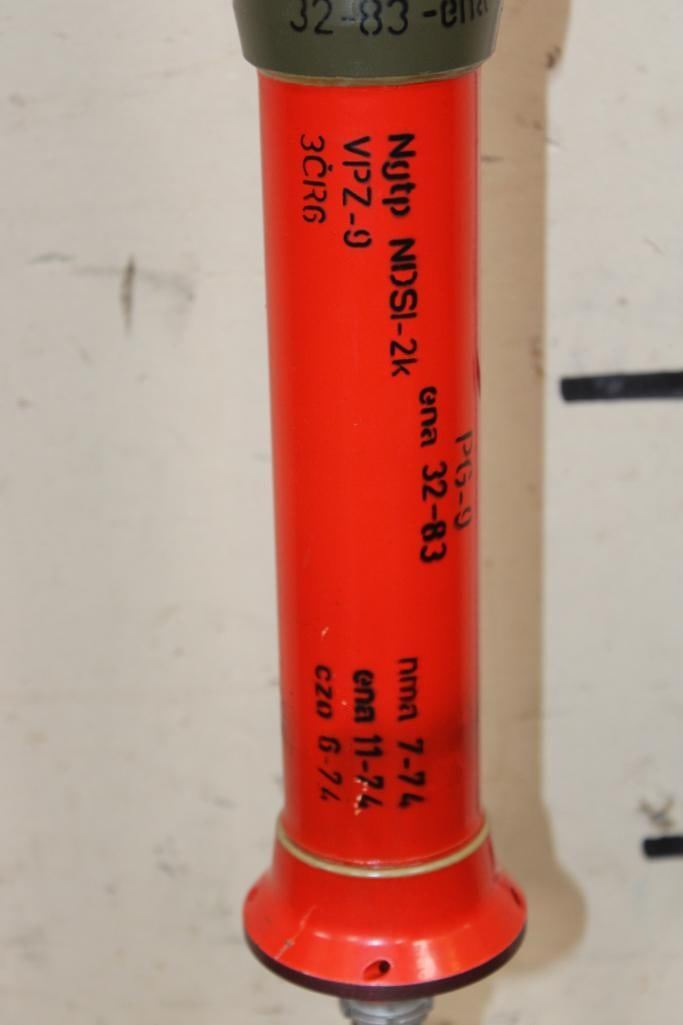 32-83-ena
Ngtp NDSI-2k
VPZ-9
3ČRG
PG-9
ena 32-83
nma 7-74
ena 11-74
czo 6-74